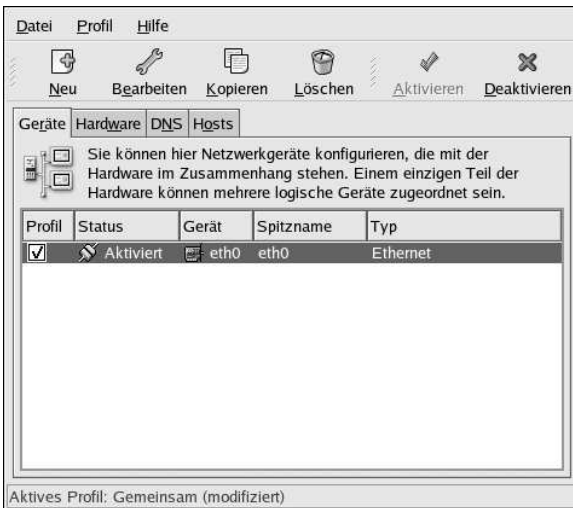 Datei Profil Hilfe
Neu Bearbeiten Kopieren Löschen Aktivieren Deaktivieren
Geräte Hardware DNS Hosts
Sie können hier Netzwerkgeräte konfigurieren, die mit der
Hardware im Zusammenhang stehen. Einem einzigen Teil der
Hardware können mehrere logische Geräte zugeordnet sein.
Profil Status Gerät Spitzname Typ
Aktiviert eth0 eth0 Ethernet
Aktives Profil: Gemeinsam (modifiziert)